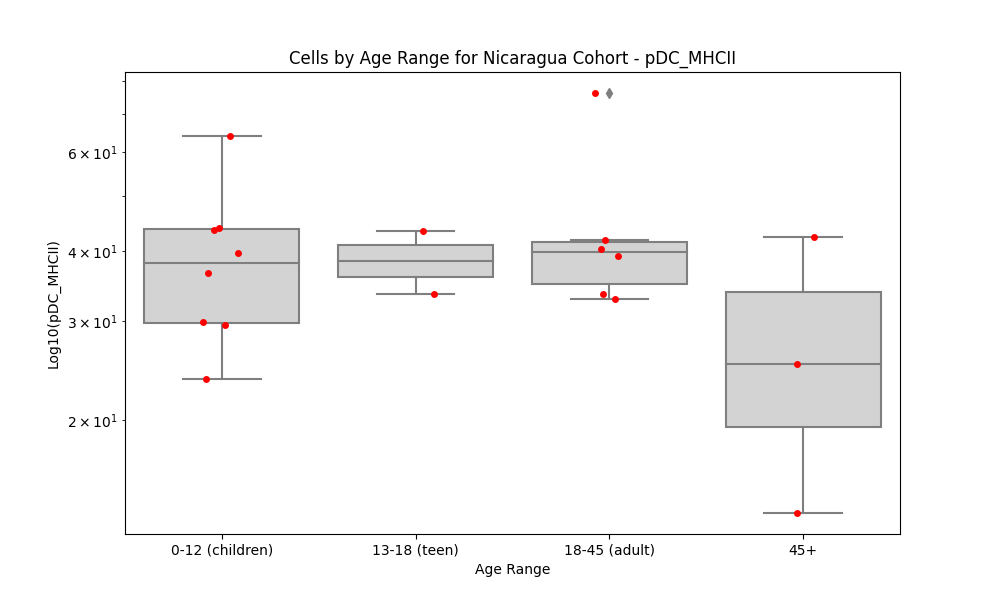 Cells by Age Range for Nicaragua Cohort - pDC_MHCII
Log10(pDC_MHCII)
6 × 10¹
4 × 10¹
3 × 10¹
2 × 10¹
0-12 (children)
13-18 (teen)
18-45 (adult)
45+
Age Range